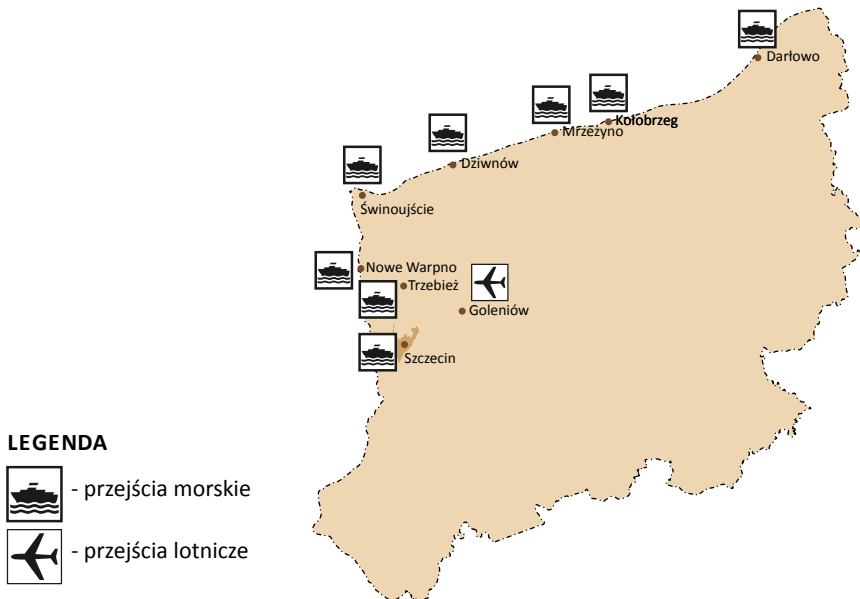 Darłowo
Kołobrzeg
Mrzeżyno
Dziwnów
Świnoujście
Nowe Warpno
Trzebież
Goleniów
Szczecin
LEGENDA
- przejścia morskie
- przejścia lotnicze